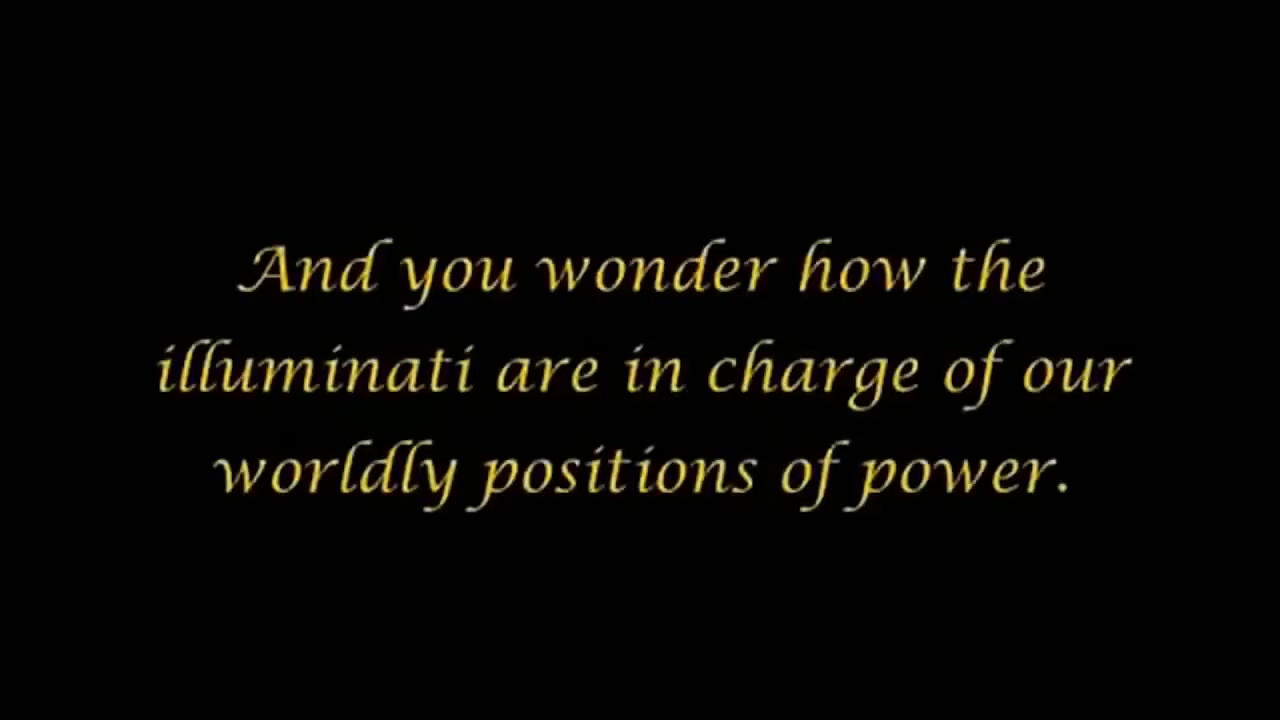 And you wonder how the
illuminati are in charge of our
worldly positions of power.